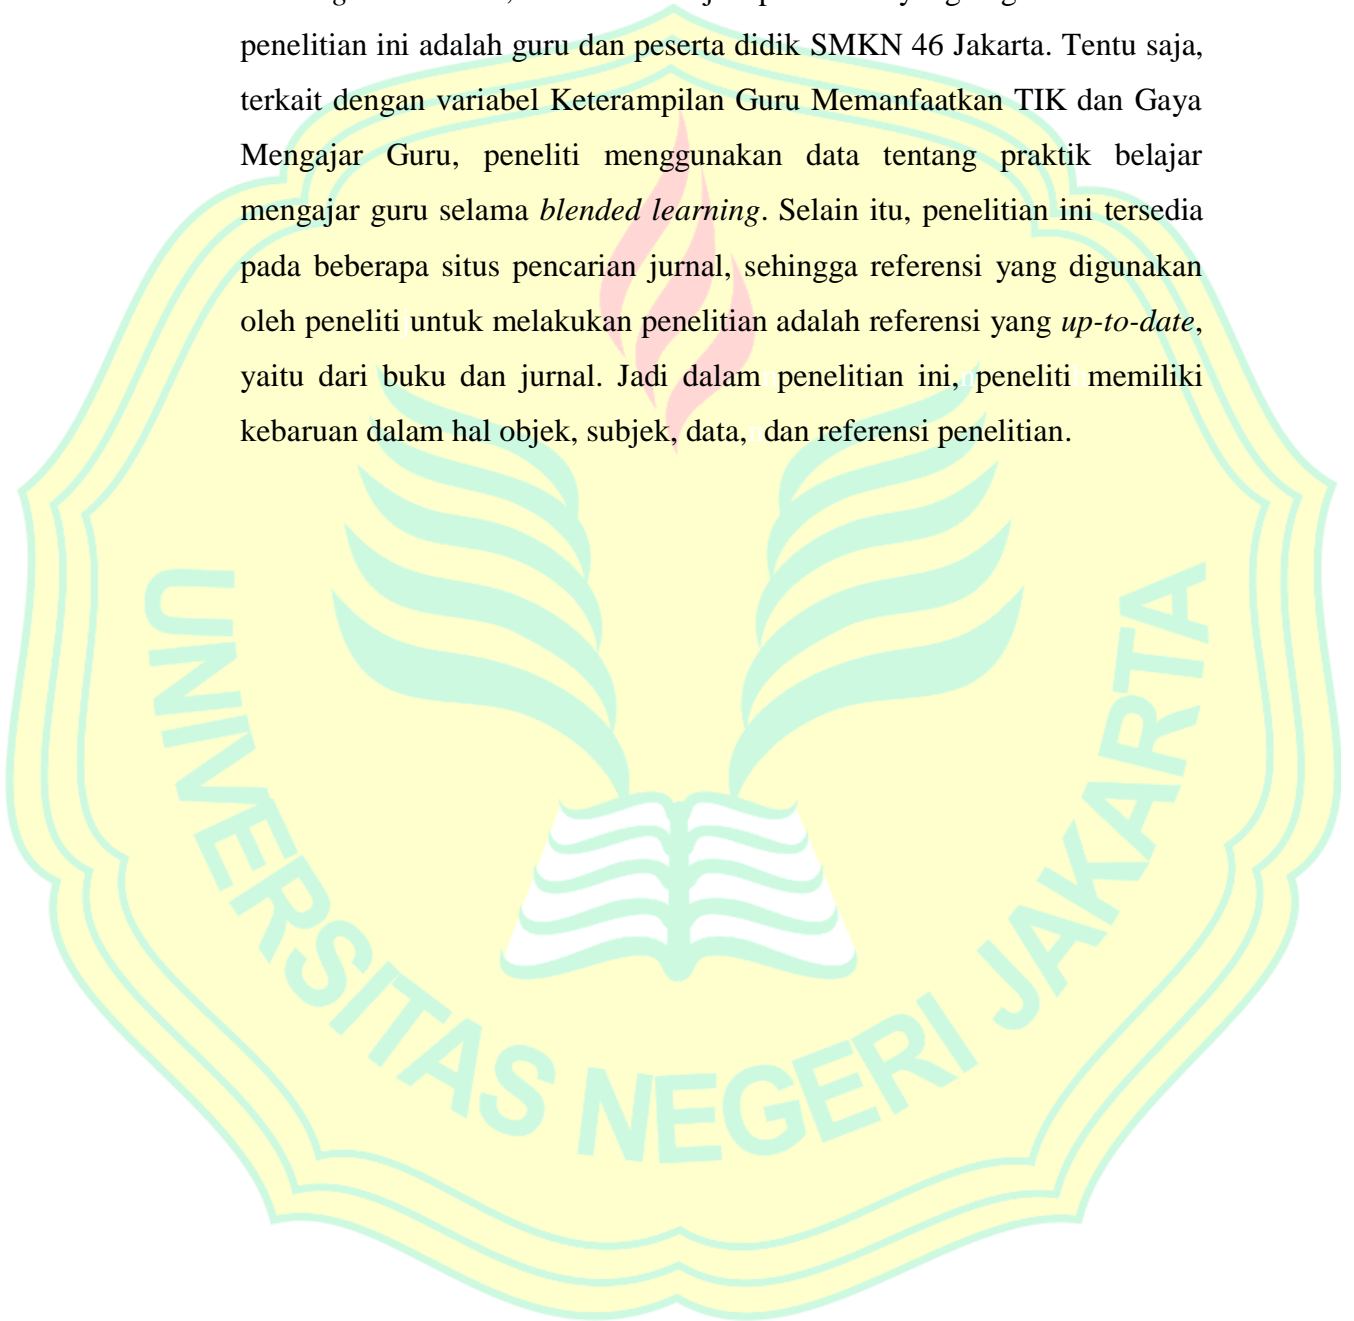 penelitian ini adalah guru dan peserta didik SMKN 46 Jakarta. Tentu saja,
terkait dengan variabel Keterampilan Guru Memanfaatkan TIK dan Gaya
Mengajar Guru, peneliti menggunakan data tentang praktik belajar
mengajar guru selama blended learning. Selain itu, penelitian ini tersedia
pada beberapa situs pencarian jurnal, sehingga referensi yang digunakan
oleh peneliti untuk melakukan penelitian adalah referensi yang up-to-date,
yaitu dari buku dan jurnal. Jadi dalam penelitian ini, peneliti memiliki
kebaruan dalam hal objek, subjek, data, dan referensi penelitian.
UNIVERSITAS NEGERI JAKARTA